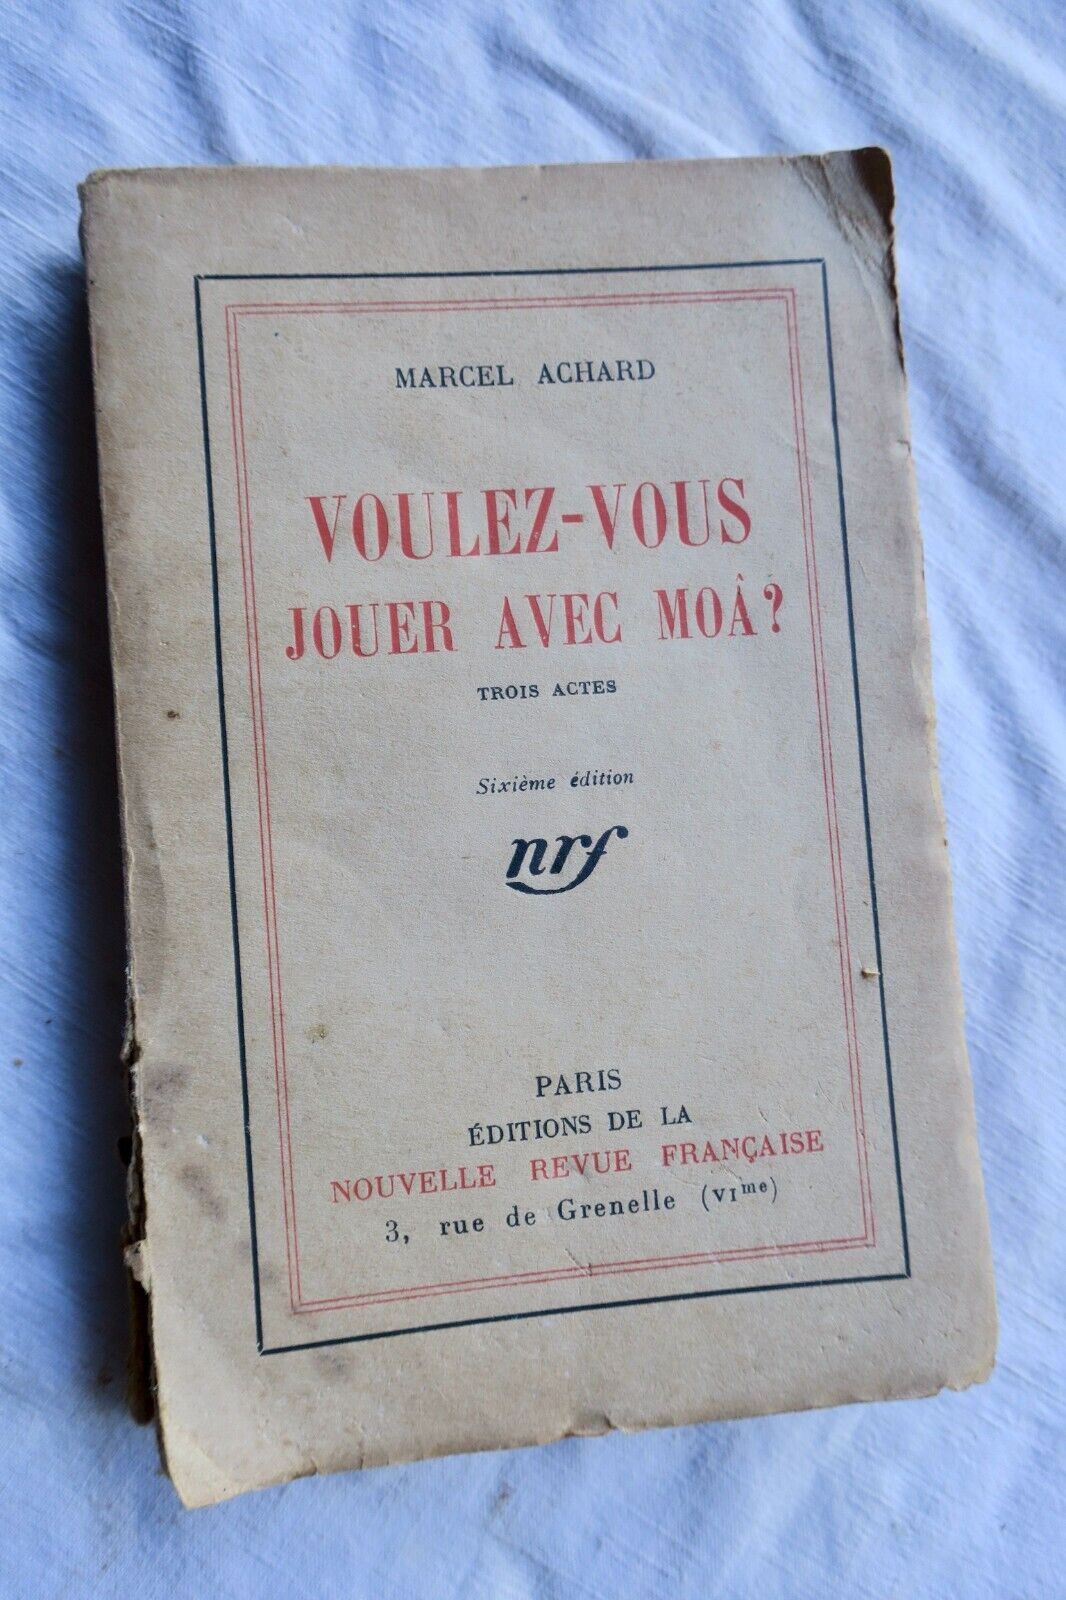 MARCEL ACHARD
VOULEZ-VOUS
JOUER AVEC MOÂ?
TROIS ACTES
Sixième édition
nrf
PARIS
ÉDITIONS DE LA
NOUVELLE REVUE FRANÇAISE
3, rue de Grenelle (VIme)